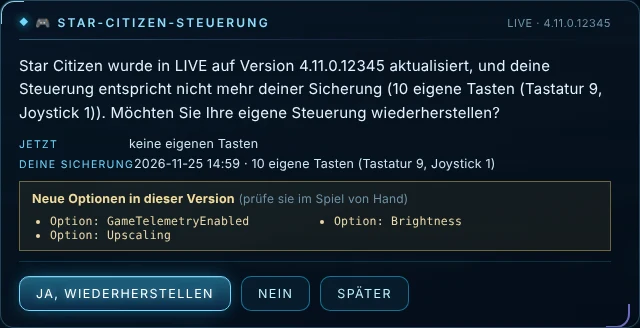 STAR-CITIZEN-STEUERUNG
LIVE · 4.11.0.12345
Star Citizen wurde in LIVE auf Version 4.11.0.12345 aktualisiert, und deine
Steuerung entspricht nicht mehr deiner Sicherung (10 eigene Tasten (Tastatur 9,
Joystick 1)). Möchten Sie Ihre eigene Steuerung wiederherstellen?
JETZT keine eigenen Tasten
DEINE SICHERUNG 2026-11-25 14:59 · 10 eigene Tasten (Tastatur 9, Joystick 1)
Neue Optionen in dieser Version (prüfe sie im Spiel von Hand)
• Option: GameTelemetryEnabled
• Option: Brightness
• Option: Upscaling
JA, WIEDERHERSTELLEN
NEIN
SPÄTER